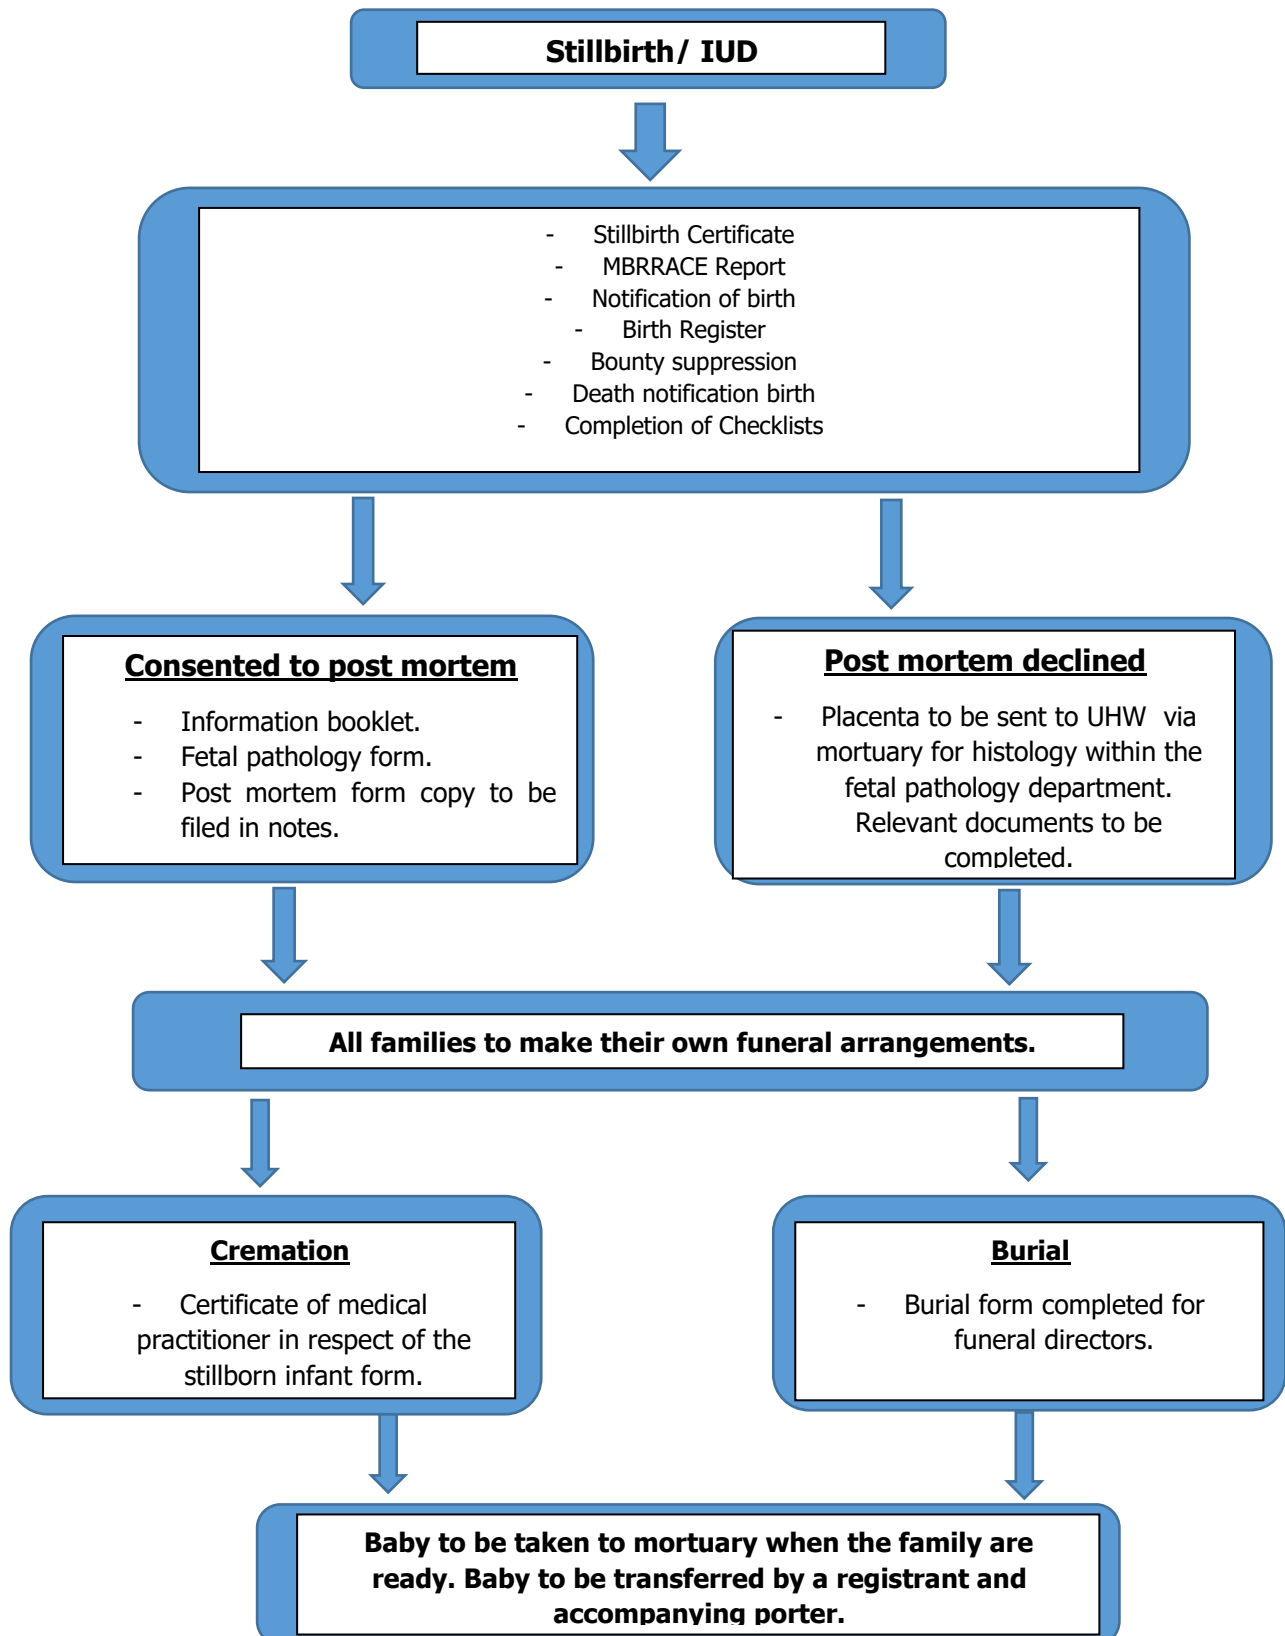 Stillbirth/ IUD
- Stillbirth Certificate
- MBRRACE Report
- Notification of birth
- Birth Register
- Bounty suppression
- Death notification birth
- Completion of Checklists
Consented to post mortem
- Information booklet.
- Fetal pathology form.
- Post mortem form copy to be
filed in notes.
Post mortem declined
- Placenta to be sent to UHW via
mortuary for histology within the
fetal pathology department.
Relevant documents to be
completed.
All families to make their own funeral arrangements.
Cremation
- Certificate of medical
practitioner in respect of the
stillborn infant form.
Burial
- Burial form completed for
funeral directors.
Baby to be taken to mortuary when the family are
ready. Baby to be transferred by a registrant and
accompanying porter.